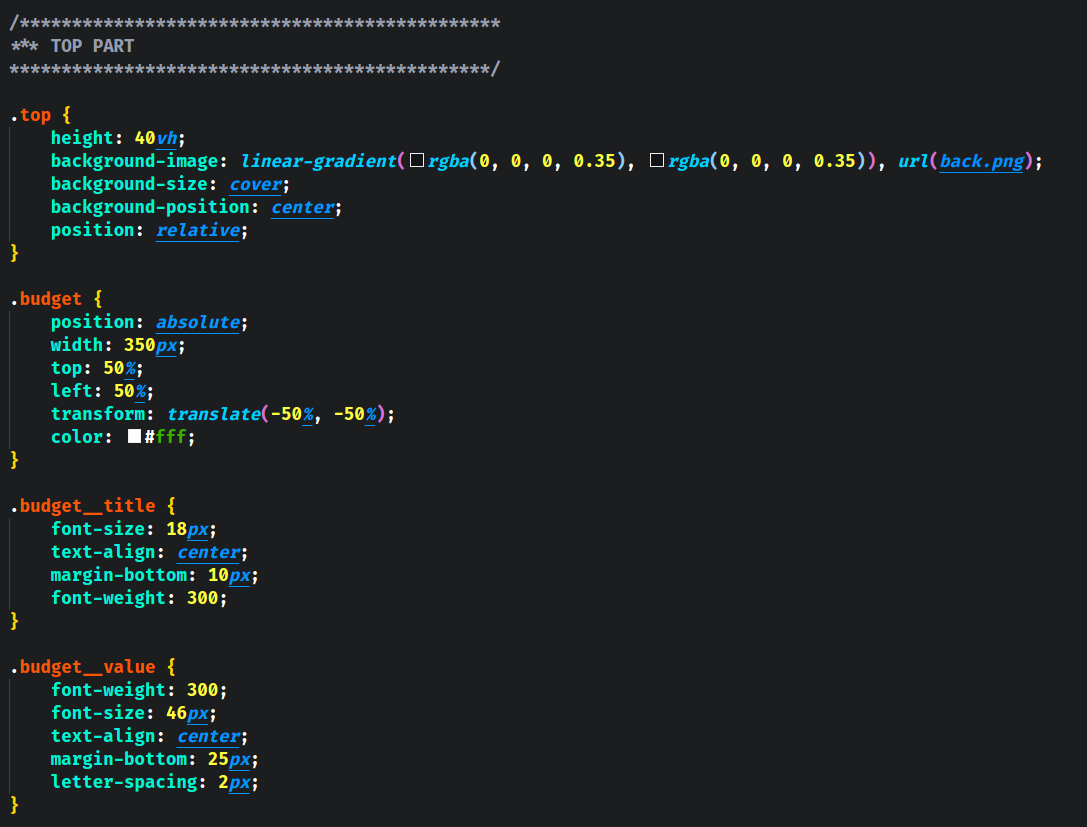 /**********************************************
*** TOP PART
**********************************************/
.top {
    height: 40vh;
    background-image: linear-gradient(rgba(0, 0, 0, 0.35), rgba(0, 0, 0, 0.35)), url(back.png);
    background-size: cover;
    background-position: center;
    position: relative;
}
.budget {
    position: absolute;
    width: 350px;
    top: 50%;
    left: 50%;
    transform: translate(-50%, -50%);
    color: #fff;
}
.budget__title {
    font-size: 18px;
    text-align: center;
    margin-bottom: 10px;
    font-weight: 300;
}
.budget__value {
    font-weight: 300;
    font-size: 46px;
    text-align: center;
    margin-bottom: 25px;
    letter-spacing: 2px;
}